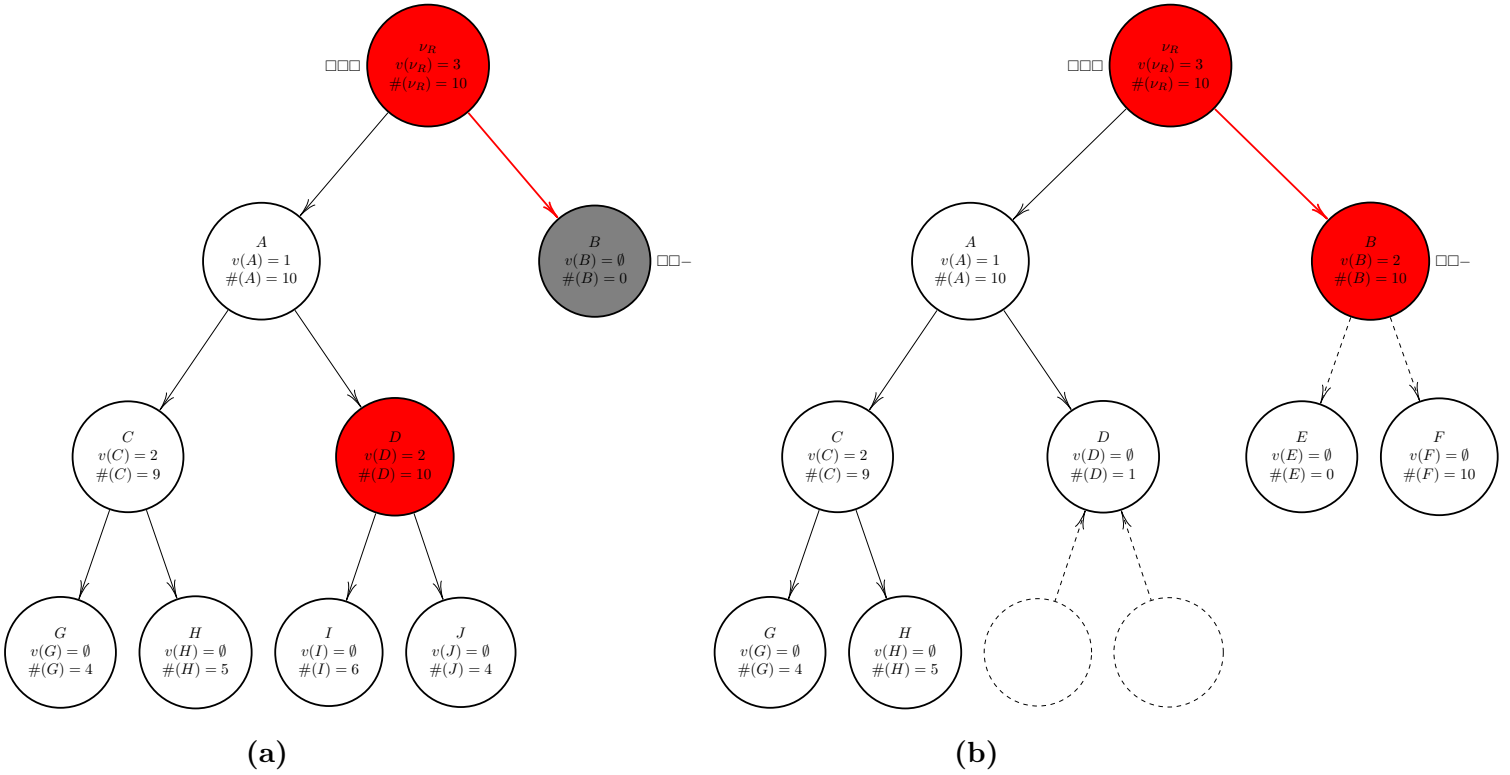 ν_R
□□□ v(ν_R) = 3
#(ν_R) = 10
A
v(A) = 1
#(A) = 10
B
v(B) = ∅ □□–
#(B) = 0
C
v(C) = 2
#(C) = 9
D
v(D) = 2
#(D) = 10
G
v(G) = ∅
#(G) = 4
H
v(H) = ∅
#(H) = 5
I
v(I) = ∅
#(I) = 6
J
v(J) = ∅
#(J) = 4
(a)
ν_R
□□□ v(ν_R) = 3
#(ν_R) = 10
A
v(A) = 1
#(A) = 10
B
v(B) = 2 □□–
#(B) = 10
C
v(C) = 2
#(C) = 9
D
v(D) = ∅
#(D) = 1
E
v(E) = ∅
#(E) = 0
F
v(F) = ∅
#(F) = 10
G
v(G) = ∅
#(G) = 4
H
v(H) = ∅
#(H) = 5
(b)